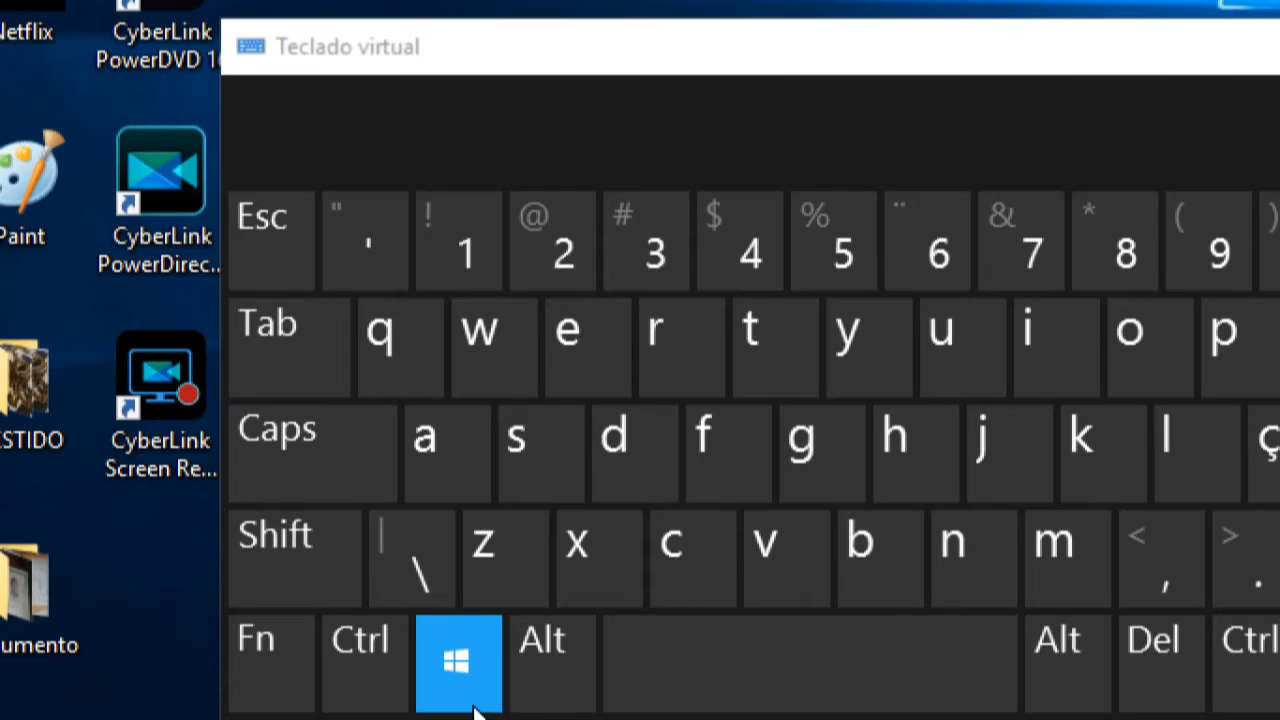 Netflix
CyberLink
PowerDVD 1
Teclado virtual
Paint
CyberLink
PowerDirec...
STIDO
CyberLink
Screen Re...
umento
Esc " ' ! 1 @ 2 # 3 $ 4 % 5 ¨ 6 & 7 * 8 ( 9 )
Tab q w e r t y u i o p
Caps a s d f g h j k l ç
Shift | \ z x c v b n m < , > .
Fn Ctrl Alt Alt Del Ctrl